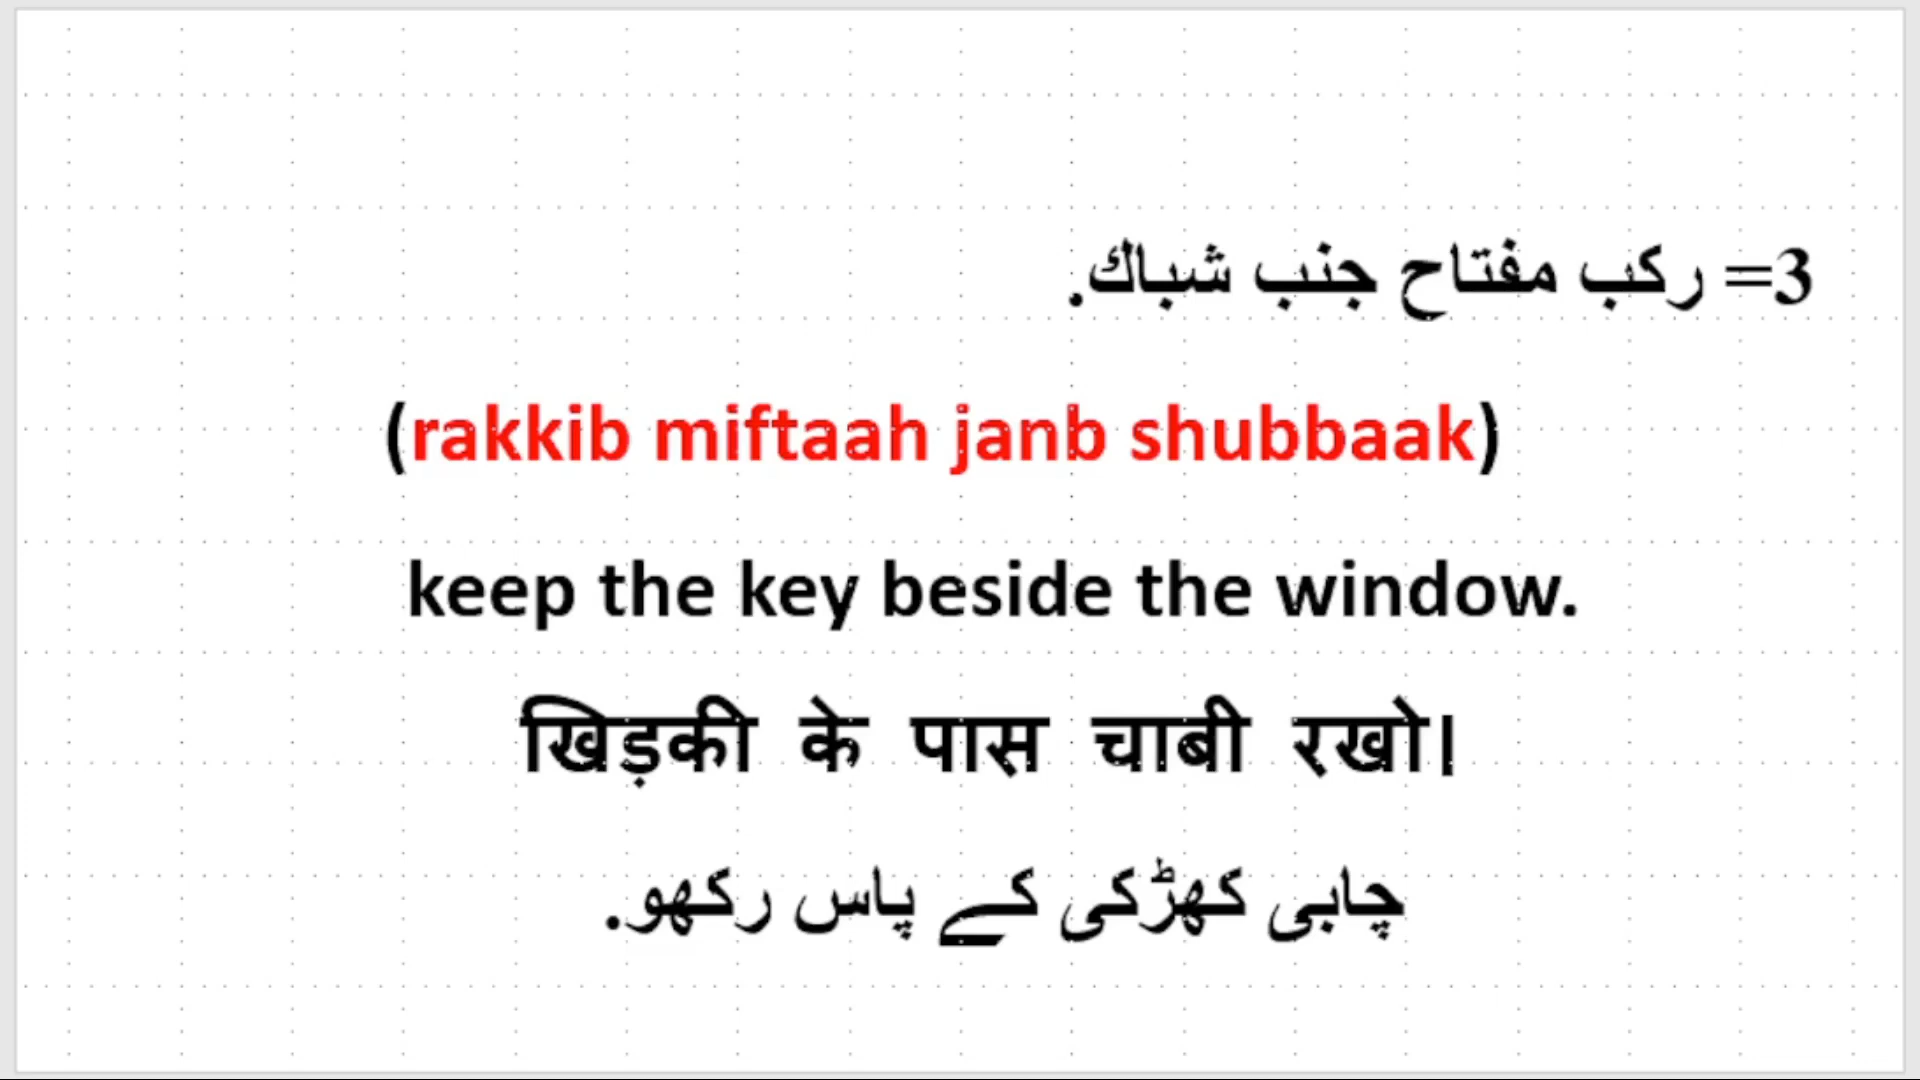 3= ركب مفتاح جنب شباك.
(rakkib miftaah janb shubbaak)
keep the key beside the window.
खिड़की के पास चाबी रखो।
چابی کھڑکی کے پاس رکھو.